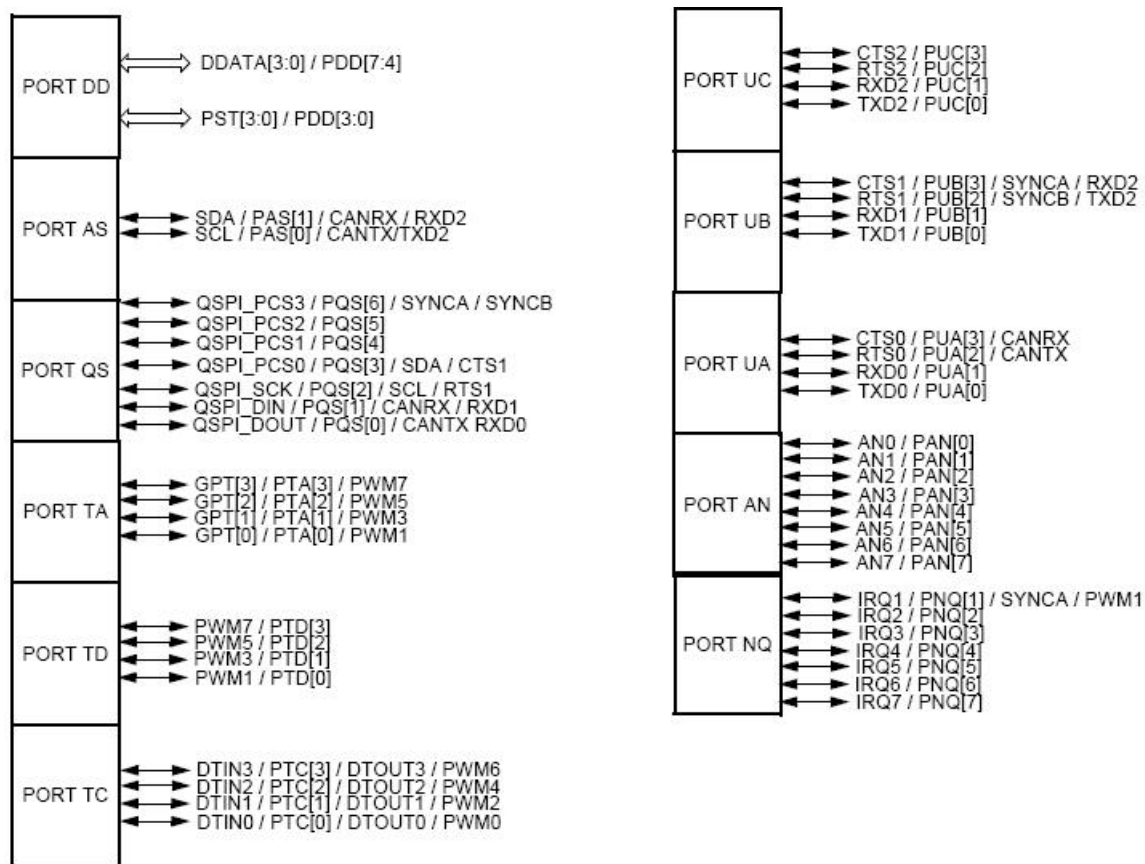 PORT DD
DDATA[3:0] / PDD[7:4]
PST[3:0] / PDD[3:0]
PORT AS
SDA / PAS[1] / CANRX / RXD2
SCL / PAS[0] / CANTX/TXD2
PORT QS
QSPI_PCS3 / PQS[6] / SYNCA / SYNCB
QSPI_PCS2 / PQS[5]
QSPI_PCS1 / PQS[4]
QSPI_PCS0 / PQS[3] / SDA / CTS1
QSPI_SCK / PQS[2] / SCL / RTS1
QSPI_DIN / PQS[1] / CANRX / RXD1
QSPI_DOUT / PQS[0] / CANTX RXD0
PORT TA
GPT[3] / PTA[3] / PWM7
GPT[2] / PTA[2] / PWM5
GPT[1] / PTA[1] / PWM3
GPT[0] / PTA[0] / PWM1
PORT TD
PWM7 / PTD[3]
PWM5 / PTD[2]
PWM3 / PTD[1]
PWM1 / PTD[0]
PORT TC
DTIN3 / PTC[3] / DTOUT3 / PWM6
DTIN2 / PTC[2] / DTOUT2 / PWM4
DTIN1 / PTC[1] / DTOUT1 / PWM2
DTIN0 / PTC[0] / DTOUT0 / PWM0
PORT UC
CTS2 / PUC[3]
RTS2 / PUC[2]
RXD2 / PUC[1]
TXD2 / PUC[0]
PORT UB
CTS1 / PUB[3] / SYNCA / RXD2
RTS1 / PUB[2] / SYNCB / TXD2
RXD1 / PUB[1]
TXD1 / PUB[0]
PORT UA
CTS0 / PUA[3] / CANRX
RTS0 / PUA[2] / CANTX
RXD0 / PUA[1]
TXD0 / PUA[0]
PORT AN
AN0 / PAN[0]
AN1 / PAN[1]
AN2 / PAN[2]
AN3 / PAN[3]
AN4 / PAN[4]
AN5 / PAN[5]
AN6 / PAN[6]
AN7 / PAN[7]
PORT NQ
IRQ1 / PNQ[1] / SYNCA / PWM1
IRQ2 / PNQ[2]
IRQ3 / PNQ[3]
IRQ4 / PNQ[4]
IRQ5 / PNQ[5]
IRQ6 / PNQ[6]
IRQ7 / PNQ[7]